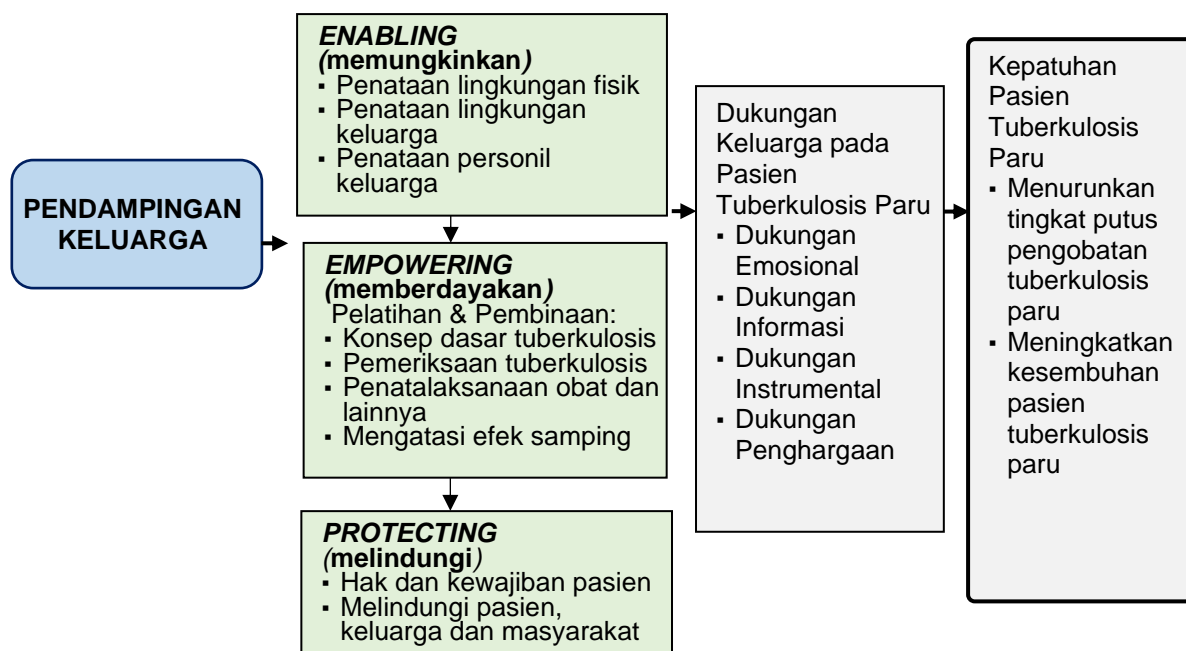 PENDAMPINGAN
KELUARGA
ENABLING
(memungkinkan)
▪ Penataan lingkungan fisik
▪ Penataan lingkungan
keluarga
▪ Penataan personil
keluarga
EMPOWERING
(memberdayakan)
Pelatihan & Pembinaan:
▪ Konsep dasar tuberkulosis
▪ Pemeriksaan tuberkulosis
▪ Penatalaksanaan obat dan
lainnya
▪ Mengatasi efek samping
PROTECTING
(melindungi)
▪ Hak dan kewajiban pasien
▪ Melindungi pasien,
keluarga dan masyarakat
Dukungan
Keluarga pada
Pasien
Tuberkulosis Paru
▪ Dukungan
Emosional
▪ Dukungan
Informasi
▪ Dukungan
Instrumental
▪ Dukungan
Penghargaan
Kepatuhan
Pasien
Tuberkulosis
Paru
▪ Menurunkan
tingkat putus
pengobatan
tuberkulosis
paru
▪ Meningkatkan
kesembuhan
pasien
tuberkulosis
paru